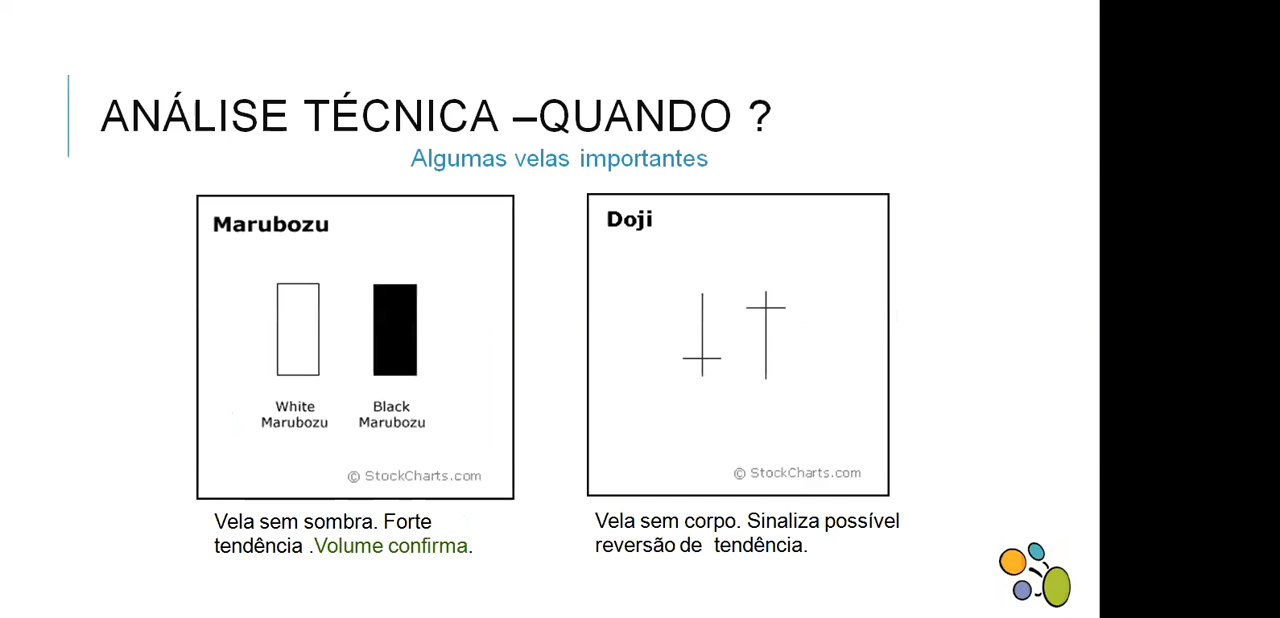 ANÁLISE TÉCNICA –QUANDO ?
Algumas velas importantes
Marubozu
White
Marubozu
Black
Marubozu
© StockCharts.com
Vela sem sombra. Forte
tendência .Volume confirma.
Doji
© StockCharts.com
Vela sem corpo. Sinaliza possível
reversão de tendência.